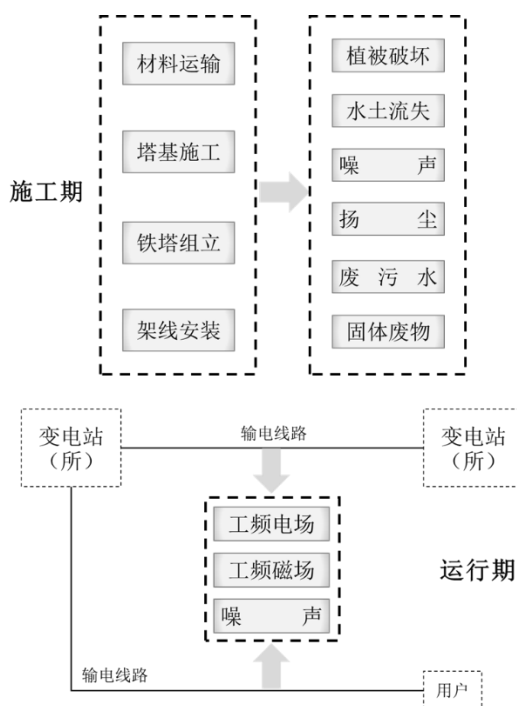 施工期
材料运输
塔基施工
铁塔组立
架线安装
植被破坏
水土流失
噪 声
扬 尘
废 污 水
固体废物
变电站
（所）
输电线路
变电站
（所）
工频电场
工频磁场
噪 声
运行期
输电线路
用户